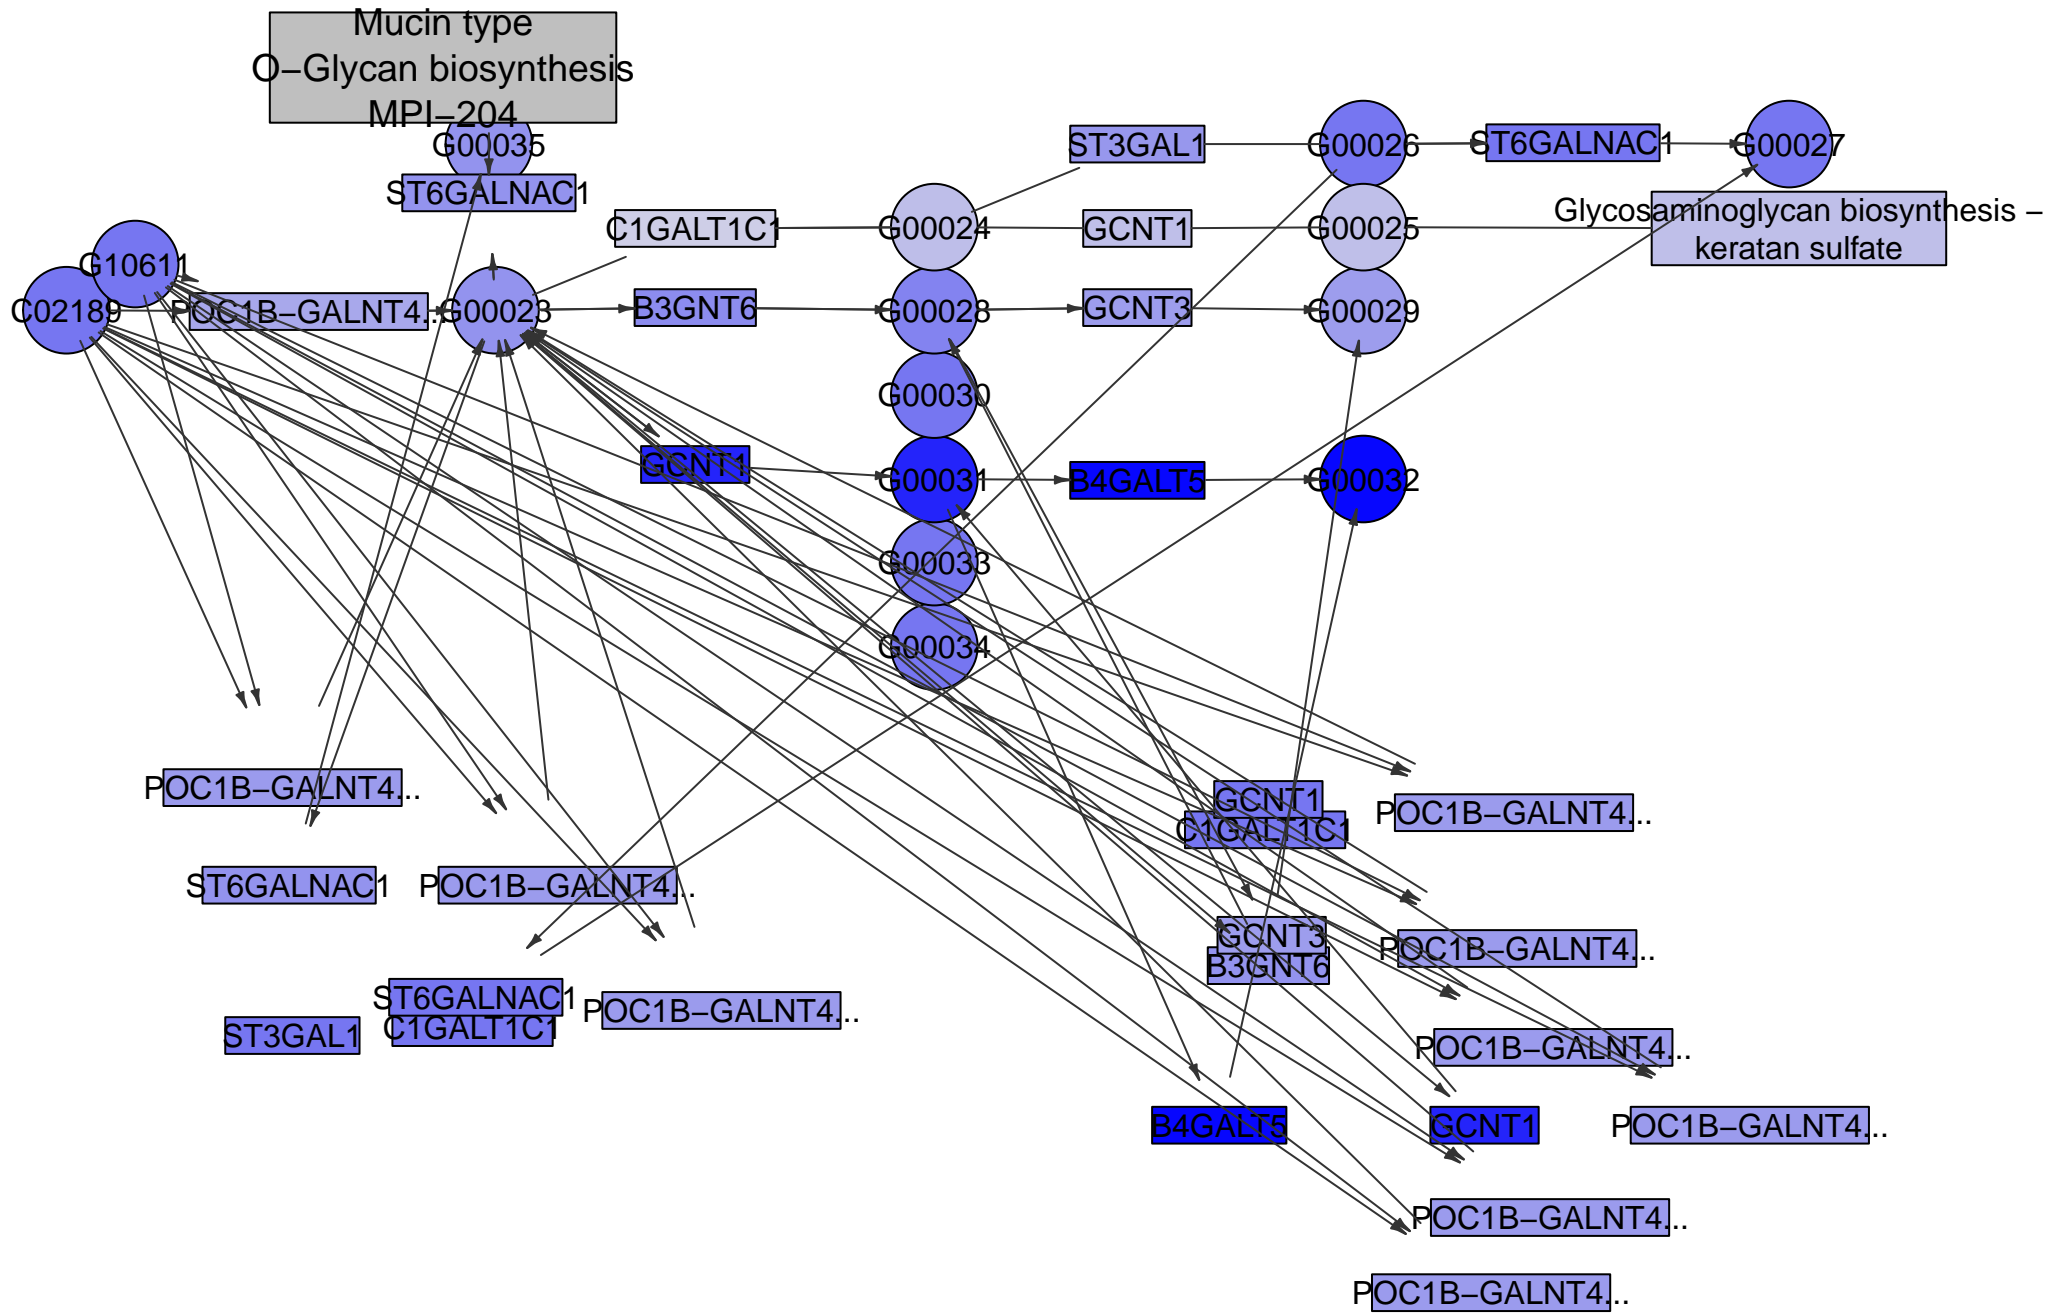 Mucin type
O−Glycan biosynthesis
MPI−204
G00035
ST6GALNAC1
ST3GAL1
G00026
ST6GALNAC1
G00027
C1GALT1C1
G00024
GCNT1
G00025
Glycosaminoglycan biosynthesis −
keratan sulfate
G10611
C02189
POC1B−GALNT4...
G00023
B3GNT6
G00028
GCNT3
G00029
G00030
GCNT1
G00031
B4GALT5
G00032
G00033
G00034
POC1B−GALNT4...
GCNT1
C1GALT1C1
POC1B−GALNT4...
ST6GALNAC1
POC1B−GALNT4...
GCNT3
B3GNT6
POC1B−GALNT4...
ST6GALNAC1
C1GALT1C1
ST3GAL1
POC1B−GALNT4...
POC1B−GALNT4...
B4GALT5
GCNT1
POC1B−GALNT4...
POC1B−GALNT4...
POC1B−GALNT4...